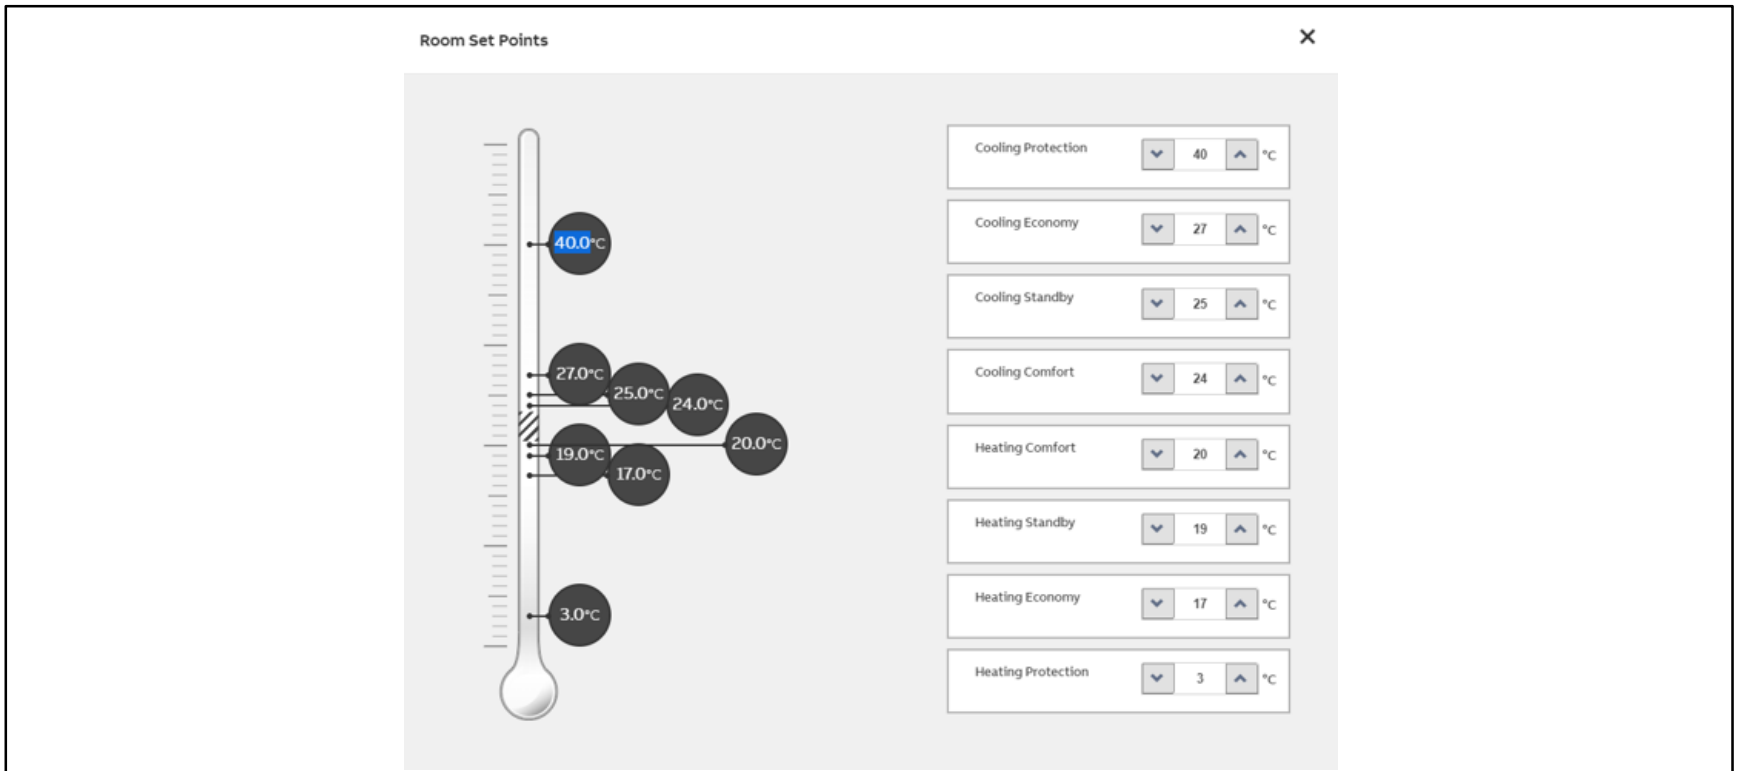 Room Set Points
40.0°C
27.0°C
25.0°C
24.0°C
20.0°C
19.0°C
17.0°C
3.0°C
Cooling Protection 40 °C
Cooling Economy 27 °C
Cooling Standby 25 °C
Cooling Comfort 24 °C
Heating Comfort 20 °C
Heating Standby 19 °C
Heating Economy 17 °C
Heating Protection 3 °C